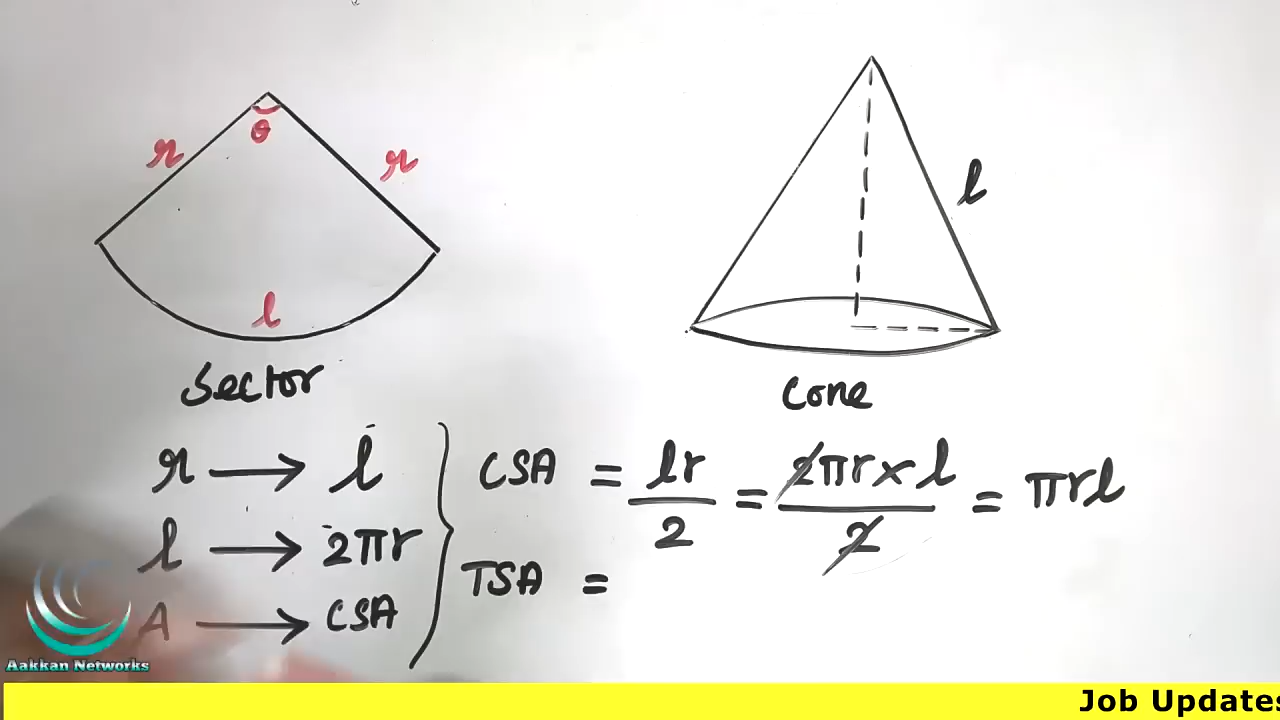 θ
r r
l
l
Sector
Cone
r → l
l → 2πr
A → CSA
CSA = lr/2 = 2πr × l/2 = πrl
TSA =
Aakkan Networks
Job Updates